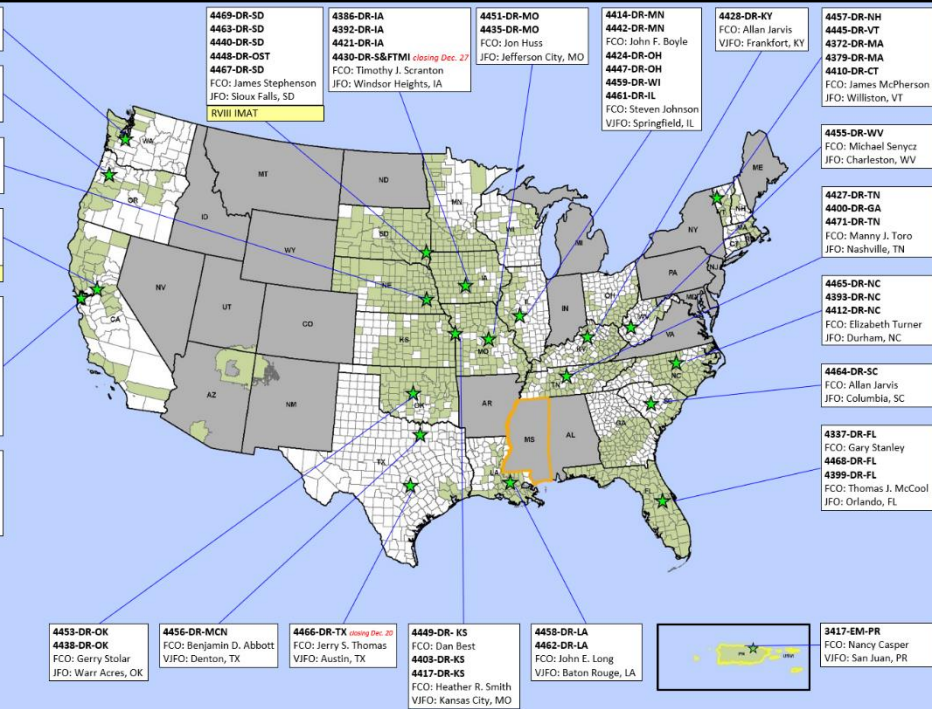 4469-DR-SD
4463-DR-SD
4440-DR-SD
4448-DR-OST
4467-DR-SD
FCO: James Stephenson
JFO: Sioux Falls, SD
RVIII IMAT
4386-DR-IA
4392-DR-IA
4421-DR-IA
4430-DR-S&FTMI closing Dec. 27
FCO: Timothy J. Scranton
JFO: Windsor Heights, IA
4451-DR-MO
4435-DR-MO
FCO: Jon Huss
JFO: Jefferson City, MO
4414-DR-MN
4442-DR-MN
FCO: John F. Boyle
4424-DR-OH
4447-DR-OH
4459-DR-WI
4461-DR-IL
FCO: Steven Johnson
VJFO: Springfield, IL
4428-DR-KY
FCO: Allan Jarvis
VJFO: Frankfort, KY
4457-DR-NH
4445-DR-VT
4372-DR-MA
4379-DR-MA
4410-DR-CT
FCO: James McPherson
JFO: Williston, VT
4455-DR-WV
FCO: Michael Senycz
JFO: Charleston, WV
4427-DR-TN
4400-DR-GA
4471-DR-TN
FCO: Manny J. Toro
JFO: Nashville, TN
4465-DR-NC
4393-DR-NC
4412-DR-NC
FCO: Elizabeth Turner
JFO: Durham, NC
4464-DR-SC
FCO: Allan Jarvis
JFO: Columbia, SC
4337-DR-FL
FCO: Gary Stanley
4468-DR-FL
4399-DR-FL
FCO: Thomas J. McCool
JFO: Orlando, FL
WA
MT
ND
MN
ME
OR
ID
SD
WI
MI
NY
VT
NH
MA
CT
WY
IA
PA
NJ
NV
NE
IL
IN
OH
MD
UT
CO
KS
MO
KY
WV
VA
CA
AZ
NM
OK
AR
TN
NC
SC
TX
LA
MS
AL
GA
FL
4453-DR-OK
4438-DR-OK
FCO: Gerry Stolar
JFO: Warr Acres, OK
4456-DR-MCN
FCO: Benjamin D. Abbott
VJFO: Denton, TX
4466-DR-TX closing Dec. 20
FCO: Jerry S. Thomas
VJFO: Austin, TX
4449-DR- KS
FCO: Dan Best
4403-DR-KS
4417-DR-KS
FCO: Heather R. Smith
VJFO: Kansas City, MO
4458-DR-LA
4462-DR-LA
FCO: John E. Long
VJFO: Baton Rouge, LA
PR
USVI
3417-EM-PR
FCO: Nancy Casper
VJFO: San Juan, PR